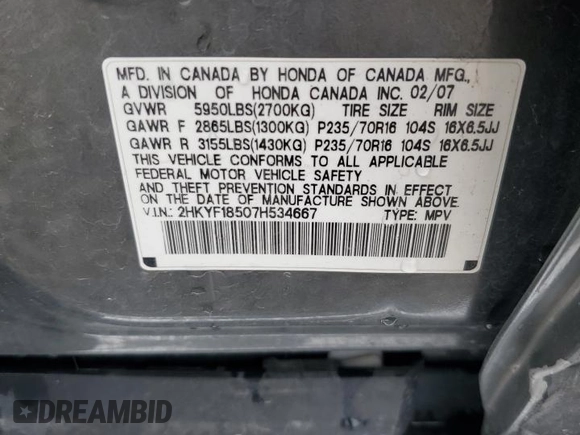 MFD. IN CANADA BY HONDA OF CANADA MFG.,
A DIVISION OF HONDA CANADA INC. 02/07
GVWR 5950LBS(2700KG) TIRE SIZE RIM SIZE
GAWR F 2865LBS(1300KG) P235/70R16 104S 16X6.5JJ
GAWR R 3155LBS(1430KG) P235/70R16 104S 16X6.5JJ
THIS VEHICLE CONFORMS TO ALL APPLICABLE
FEDERAL MOTOR VEHICLE SAFETY
AND THEFT PREVENTION STANDARDS IN EFFECT
ON THE DATE OF MANUFACTURE SHOWN ABOVE.
V.I.N.: 2HKYF18507H534667 TYPE: MPV
DREAMBID